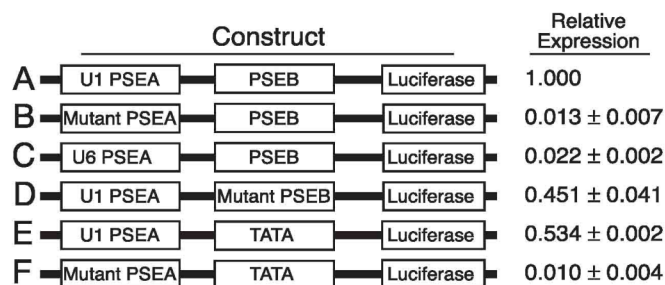 Construct Relative Expression
A U1 PSEA PSEB Luciferase 1.000
B Mutant PSEA PSEB Luciferase 0.013 ± 0.007
C U6 PSEA PSEB Luciferase 0.022 ± 0.002
D U1 PSEA Mutant PSEB Luciferase 0.451 ± 0.041
E U1 PSEA TATA Luciferase 0.534 ± 0.002
F Mutant PSEA TATA Luciferase 0.010 ± 0.004